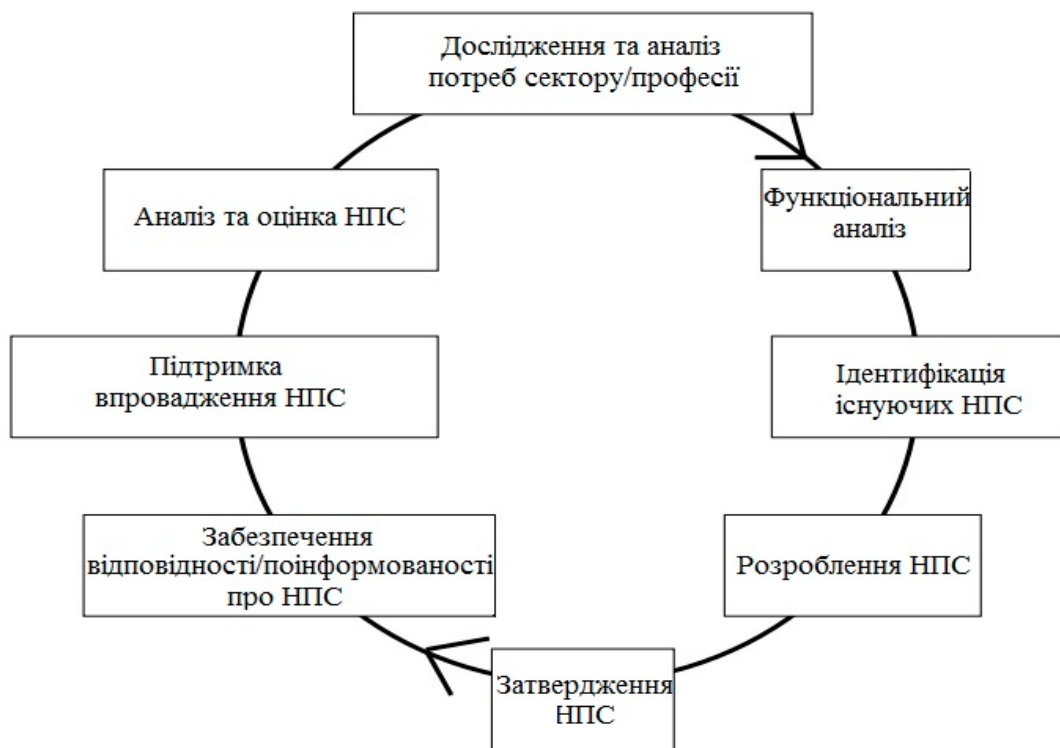 Дослідження та аналіз
потреб сектору/професії
Функціональний
аналіз
Ідентифікація
існуючих НПС
Розроблення НПС
Затвердження
НПС
Забезпечення
відповідності/поінформованості
про НПС
Підтримка
впровадження НПС
Аналіз та оцінка НПС